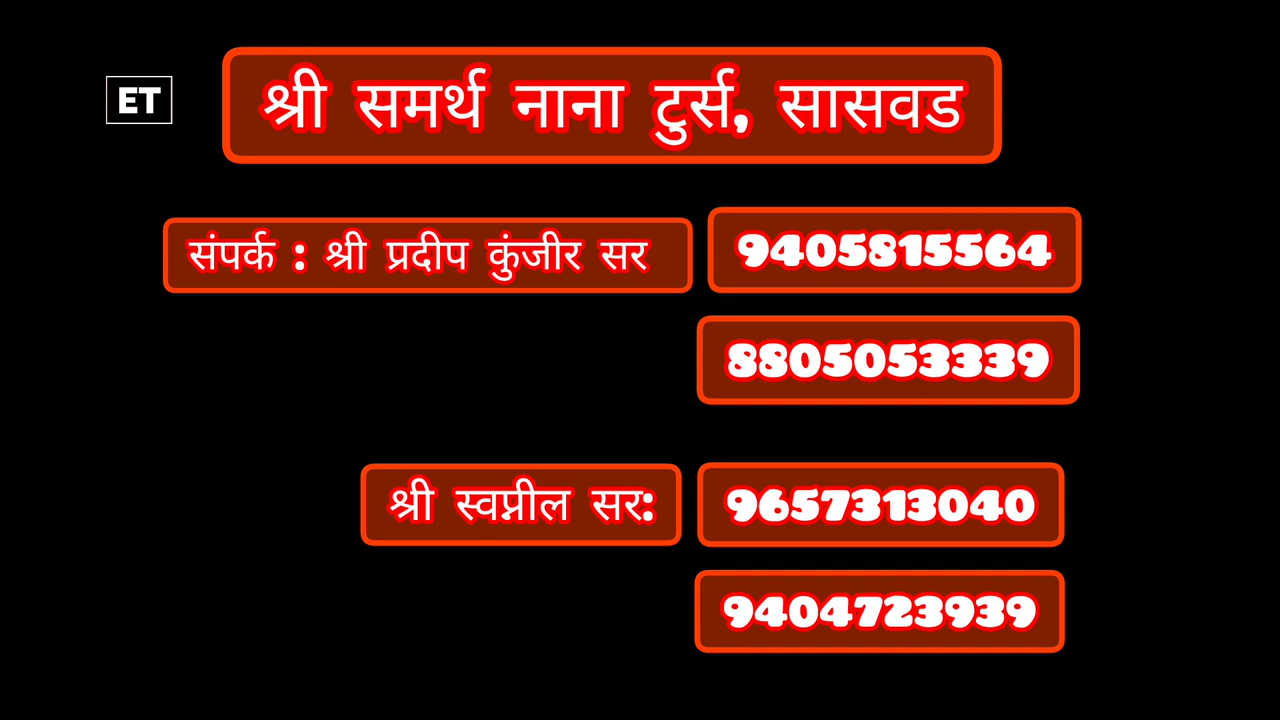 ET
श्री समर्थ नाना टुर्स, सासवड
संपर्क : श्री प्रदीप कुंजीर सर 9405815564
8805053339
श्री स्वप्नील सर: 9657313040
9404723939